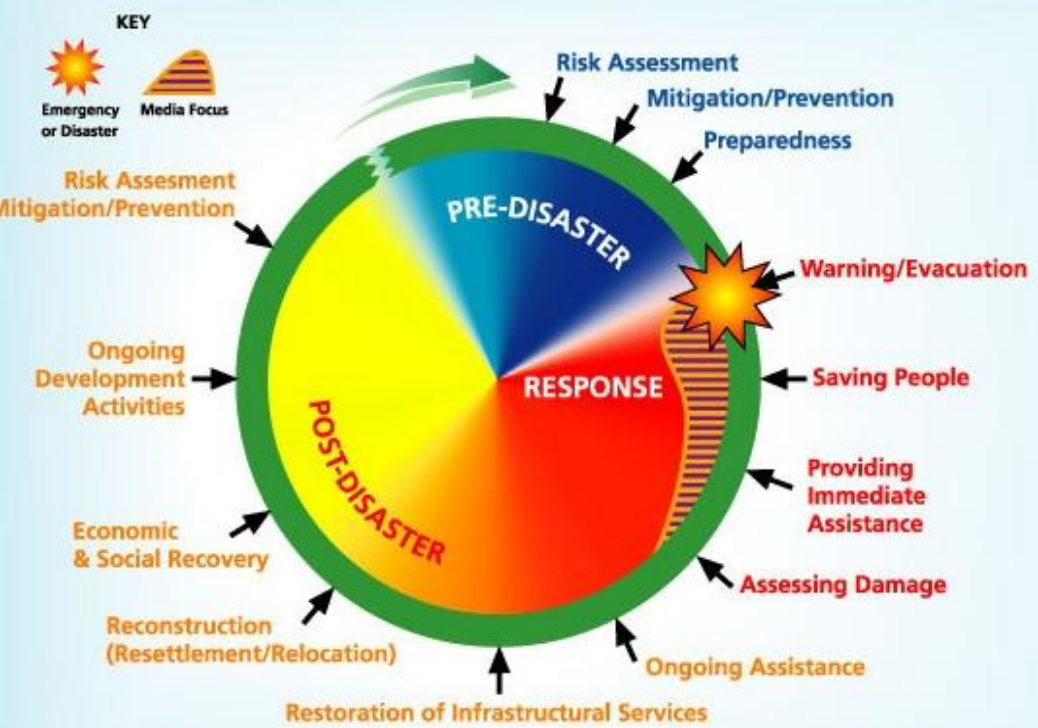 KEY
Emergency
or Disaster
Media Focus
Risk Assessment
Mitigation/Prevention
Preparedness
Warning/Evacuation
Saving People
Providing
Immediate
Assistance
Assessing Damage
Ongoing Assistance
Restoration of Infrastructural Services
Reconstruction
(Resettlement/Relocation)
Economic
& Social Recovery
Ongoing
Development
Activities
Risk Assesment
Mitigation/Prevention
PRE-DISASTER
RESPONSE
POST-DISASTER